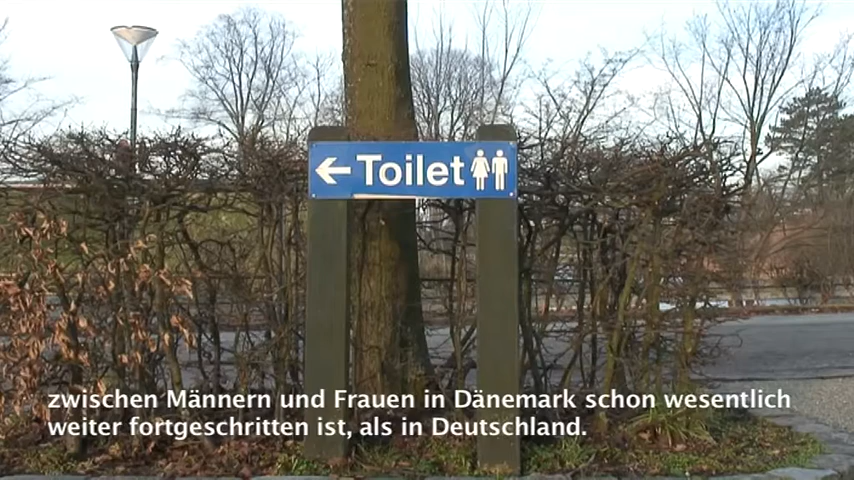 Toilet
zwischen Männern und Frauen in Dänemark schon wesentlich
weiter fortgeschritten ist, als in Deutschland.